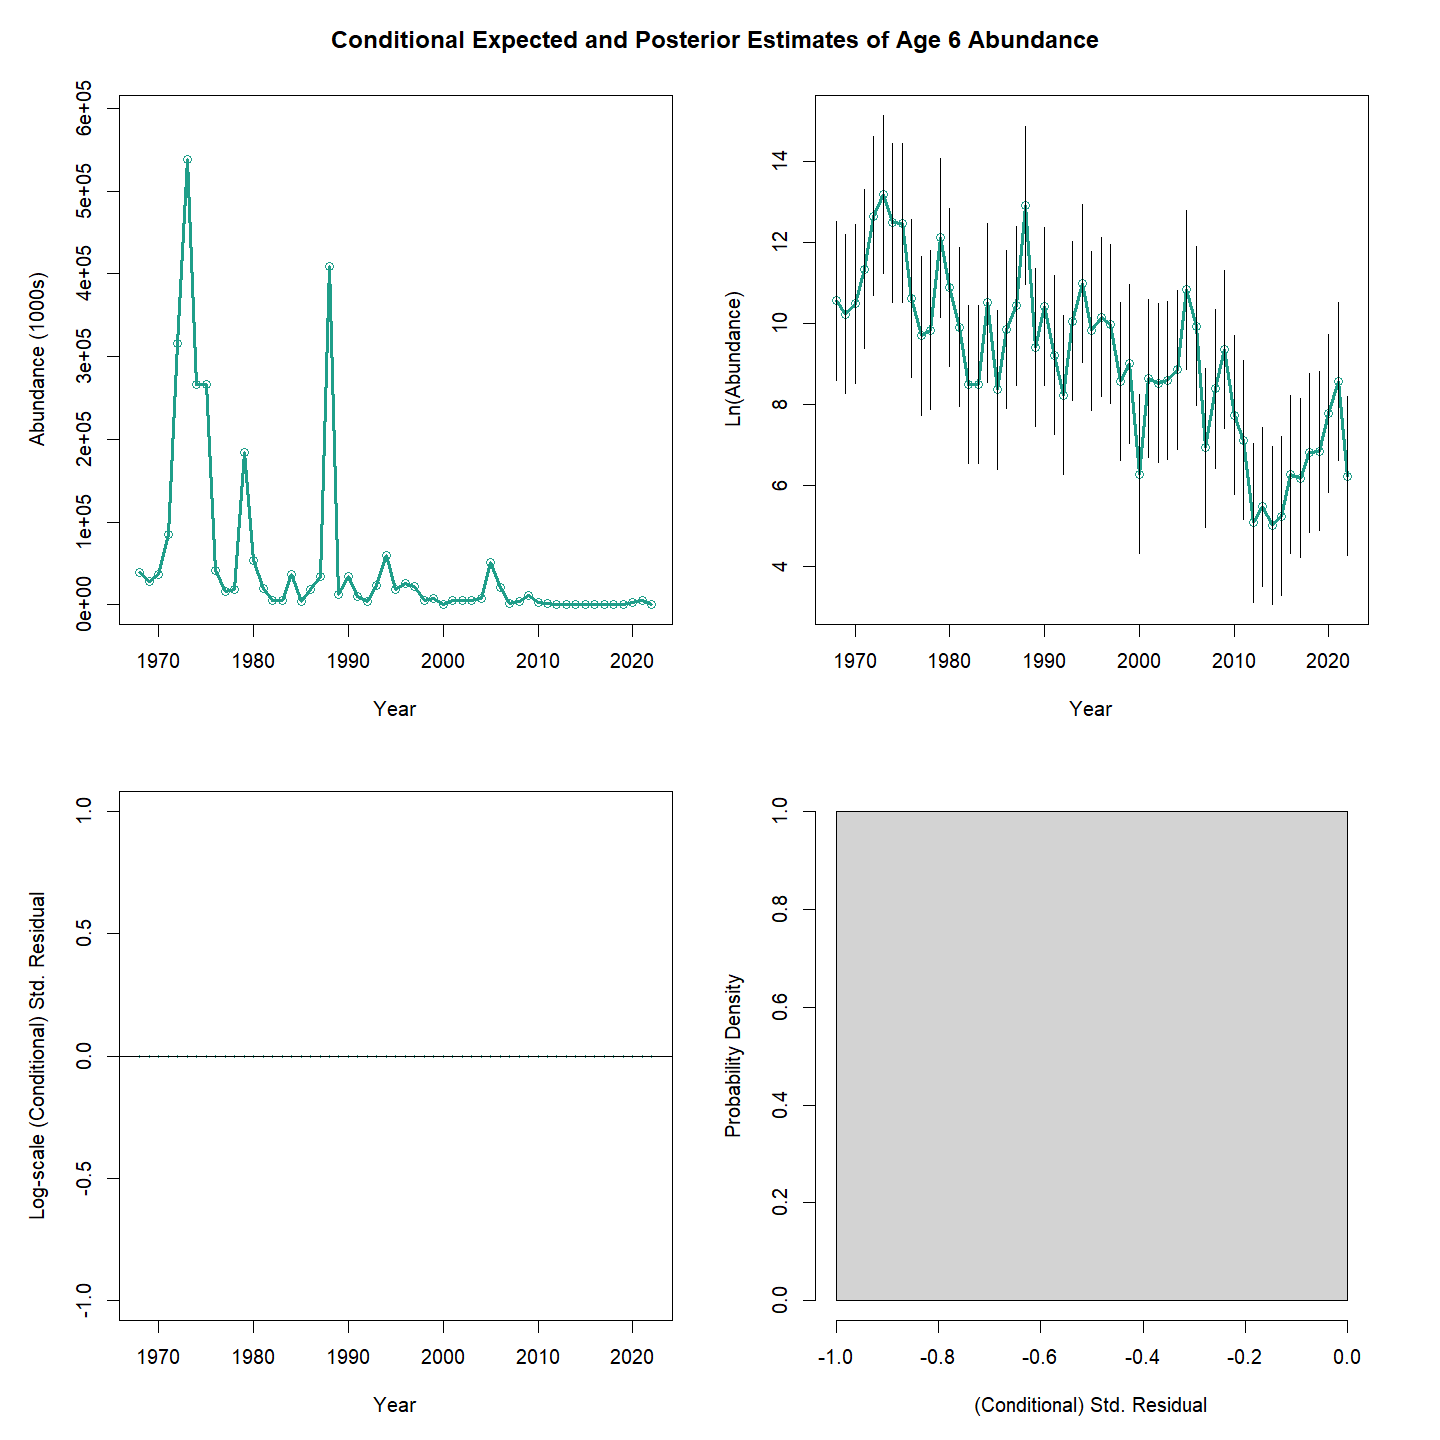 Conditional Expected and Posterior Estimates of Age 6 Abundance
Abundance (1000s)
6e+05
5e+05
4e+05
3e+05
2e+05
1e+05
0e+00
1970 1980 1990 2000 2010 2020
Year
Ln(Abundance)
14
12
10
8
6
4
1970 1980 1990 2000 2010 2020
Year
Log-scale (Conditional) Std. Residual
1.0
0.5
0.0
-0.5
-1.0
1970 1980 1990 2000 2010 2020
Year
Probability Density
1.0
0.8
0.6
0.4
0.2
0.0
-1.0 -0.8 -0.6 -0.4 -0.2 0.0
(Conditional) Std. Residual